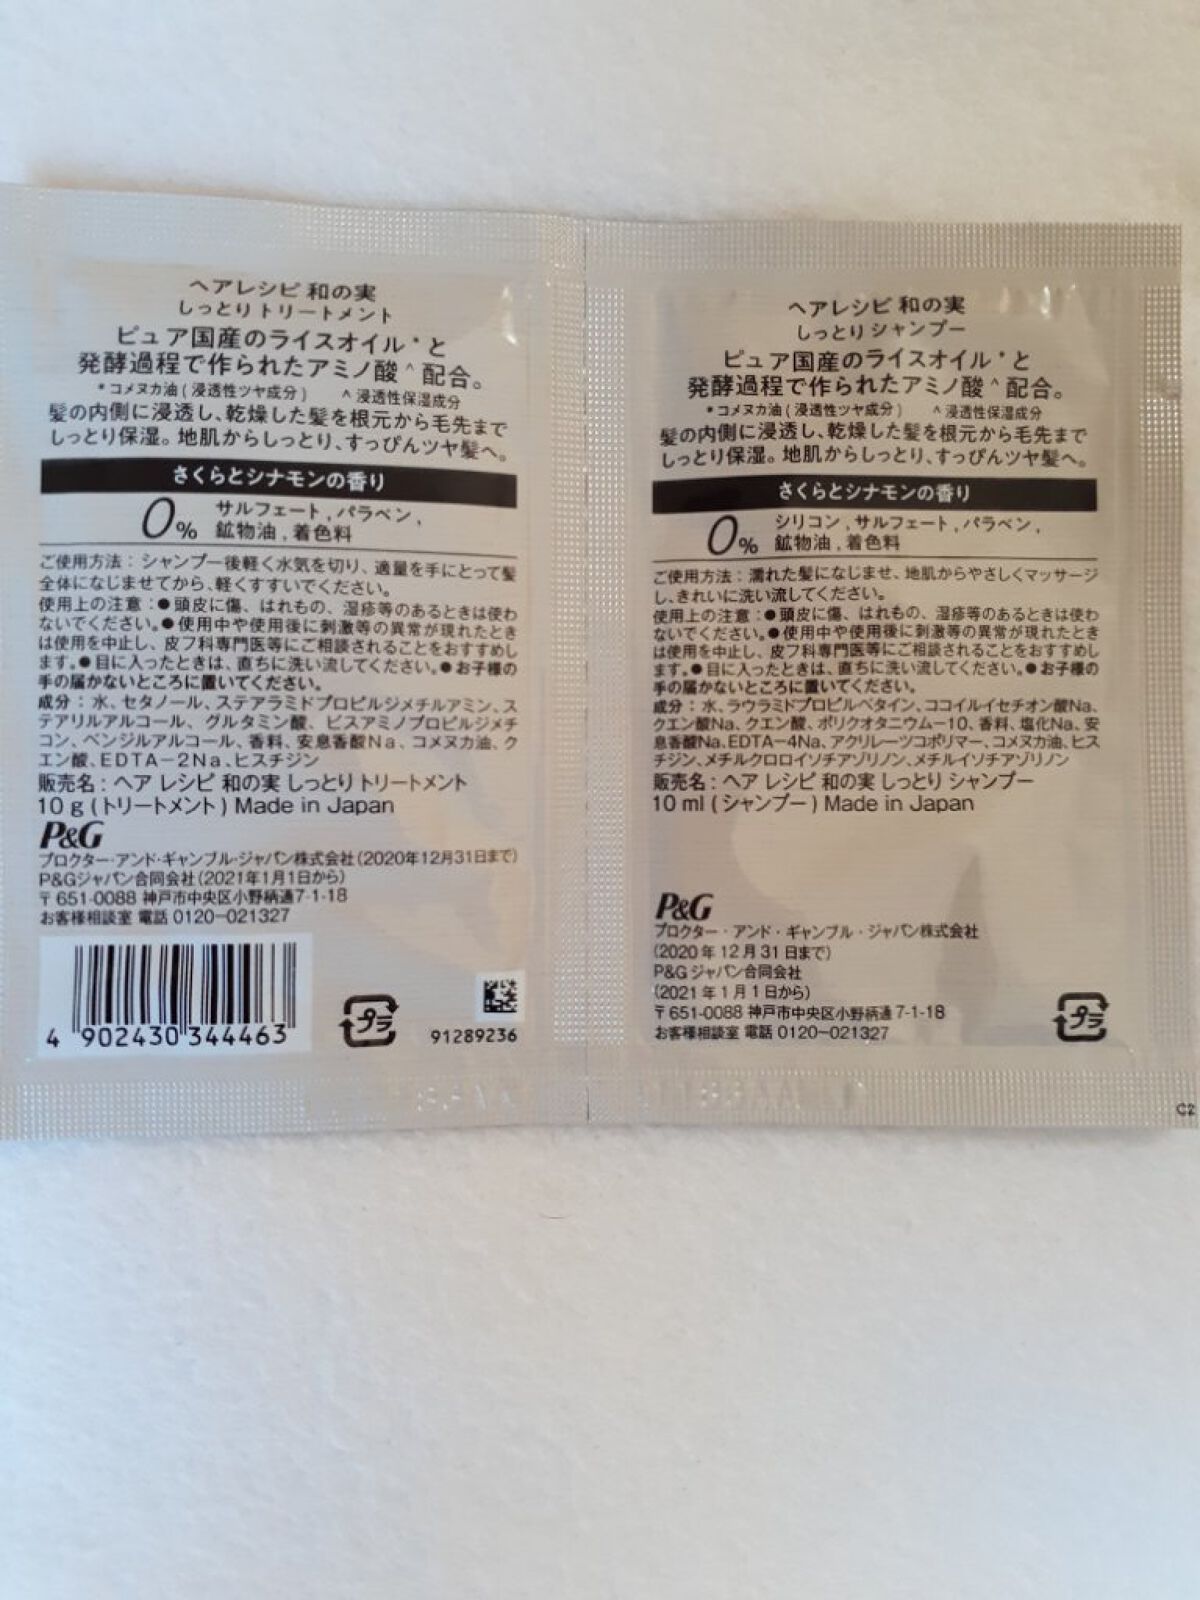 ヘアレシピ 和の実
しっとりトリートメント
ピュア国産のライスオイル*と
発酵過程で作られたアミノ酸^配合。
*コメヌカ油(浸透性ツヤ成分) ^浸透性保湿成分
髪の内側に浸透し、乾燥した髪を根元から毛先まで
しっとり保湿。地肌からしっとり、すっぴんツヤ髪へ。
さくらとシナモンの香り
0% サルフェート,パラベン,
鉱物油,着色料
ご使用方法:シャンプー後軽く水気を切り、適量を手にとって髪
全体になじませてから、軽くすすいでください。
使用上の注意:●頭皮に傷、はれもの、湿疹等のあるときは使わ
ないでください。●使用中や使用後に刺激等の異常が現れたとき
は使用を中止し、皮フ科専門医等にご相談されることをおすすめし
ます。●目に入ったときは、直ちに洗い流してください。●お子様の
手の届かないところに置いてください。
成分:水、セタノール、ステアラミドプロピルジメチルアミン、ス
テアリルアルコール、グルタミン酸、ビスアミノプロピルジメチ
コン、ベンジルアルコール、香料、安息香酸Na、コメヌカ油、ク
エン酸、EDTA-2Na、ヒスチジン
販売名:ヘア レシピ 和の実 しっとり トリートメント
10 g (トリートメント) Made in Japan
P&G
プロクター・アンド・ギャンブル・ジャパン株式会社(2020年12月31日まで)
P&Gジャパン合同会社(2021年1月1日から)
〒651-0088 神戸市中央区小野柄通7-1-18
お客様相談室 電話 0120-021327
4 902430 344463
プラ
91289236
ヘアレシピ 和の実
しっとりシャンプー
ピュア国産のライスオイル*と
発酵過程で作られたアミノ酸^配合。
*コメヌカ油(浸透性ツヤ成分) ^浸透性保湿成分
髪の内側に浸透し、乾燥した髪を根元から毛先まで
しっとり保湿。地肌からしっとり、すっぴんツヤ髪へ。
さくらとシナモンの香り
0% シリコン,サルフェート,パラベン,
鉱物油,着色料
ご使用方法:濡れた髪になじませ、地肌からやさしくマッサージ
し、きれいに洗い流してください。
使用上の注意:●頭皮に傷、はれもの、湿疹等のあるときは使わ
ないでください。●使用中や使用後に刺激等の異常が現れたとき
は使用を中止し、皮フ科専門医等にご相談されることをおすすめし
ます。●目に入ったときは、直ちに洗い流してください。●お子様の
手の届かないところに置いてください。
成分:水、ラウラミドプロピルベタイン、ココイルイセチオン酸Na、
クエン酸Na、クエン酸、ポリクオタニウム-10、香料、塩化Na、安
息香酸Na、EDTA-4Na、アクリレーツコポリマー、コメヌカ油、ヒス
チジン、メチルクロロイソチアゾリノン、メチルイソチアゾリノン
販売名:ヘア レシピ 和の実 しっとり シャンプー
10 ml (シャンプー) Made in Japan
P&G
プロクター・アンド・ギャンブル・ジャパン株式会社
(2020年12月31日まで)
P&Gジャパン合同会社
(2021年1月1日から)
〒651-0088 神戸市中央区小野柄通7-1-18
お客様相談室 電話 0120-021327
プラ
C2